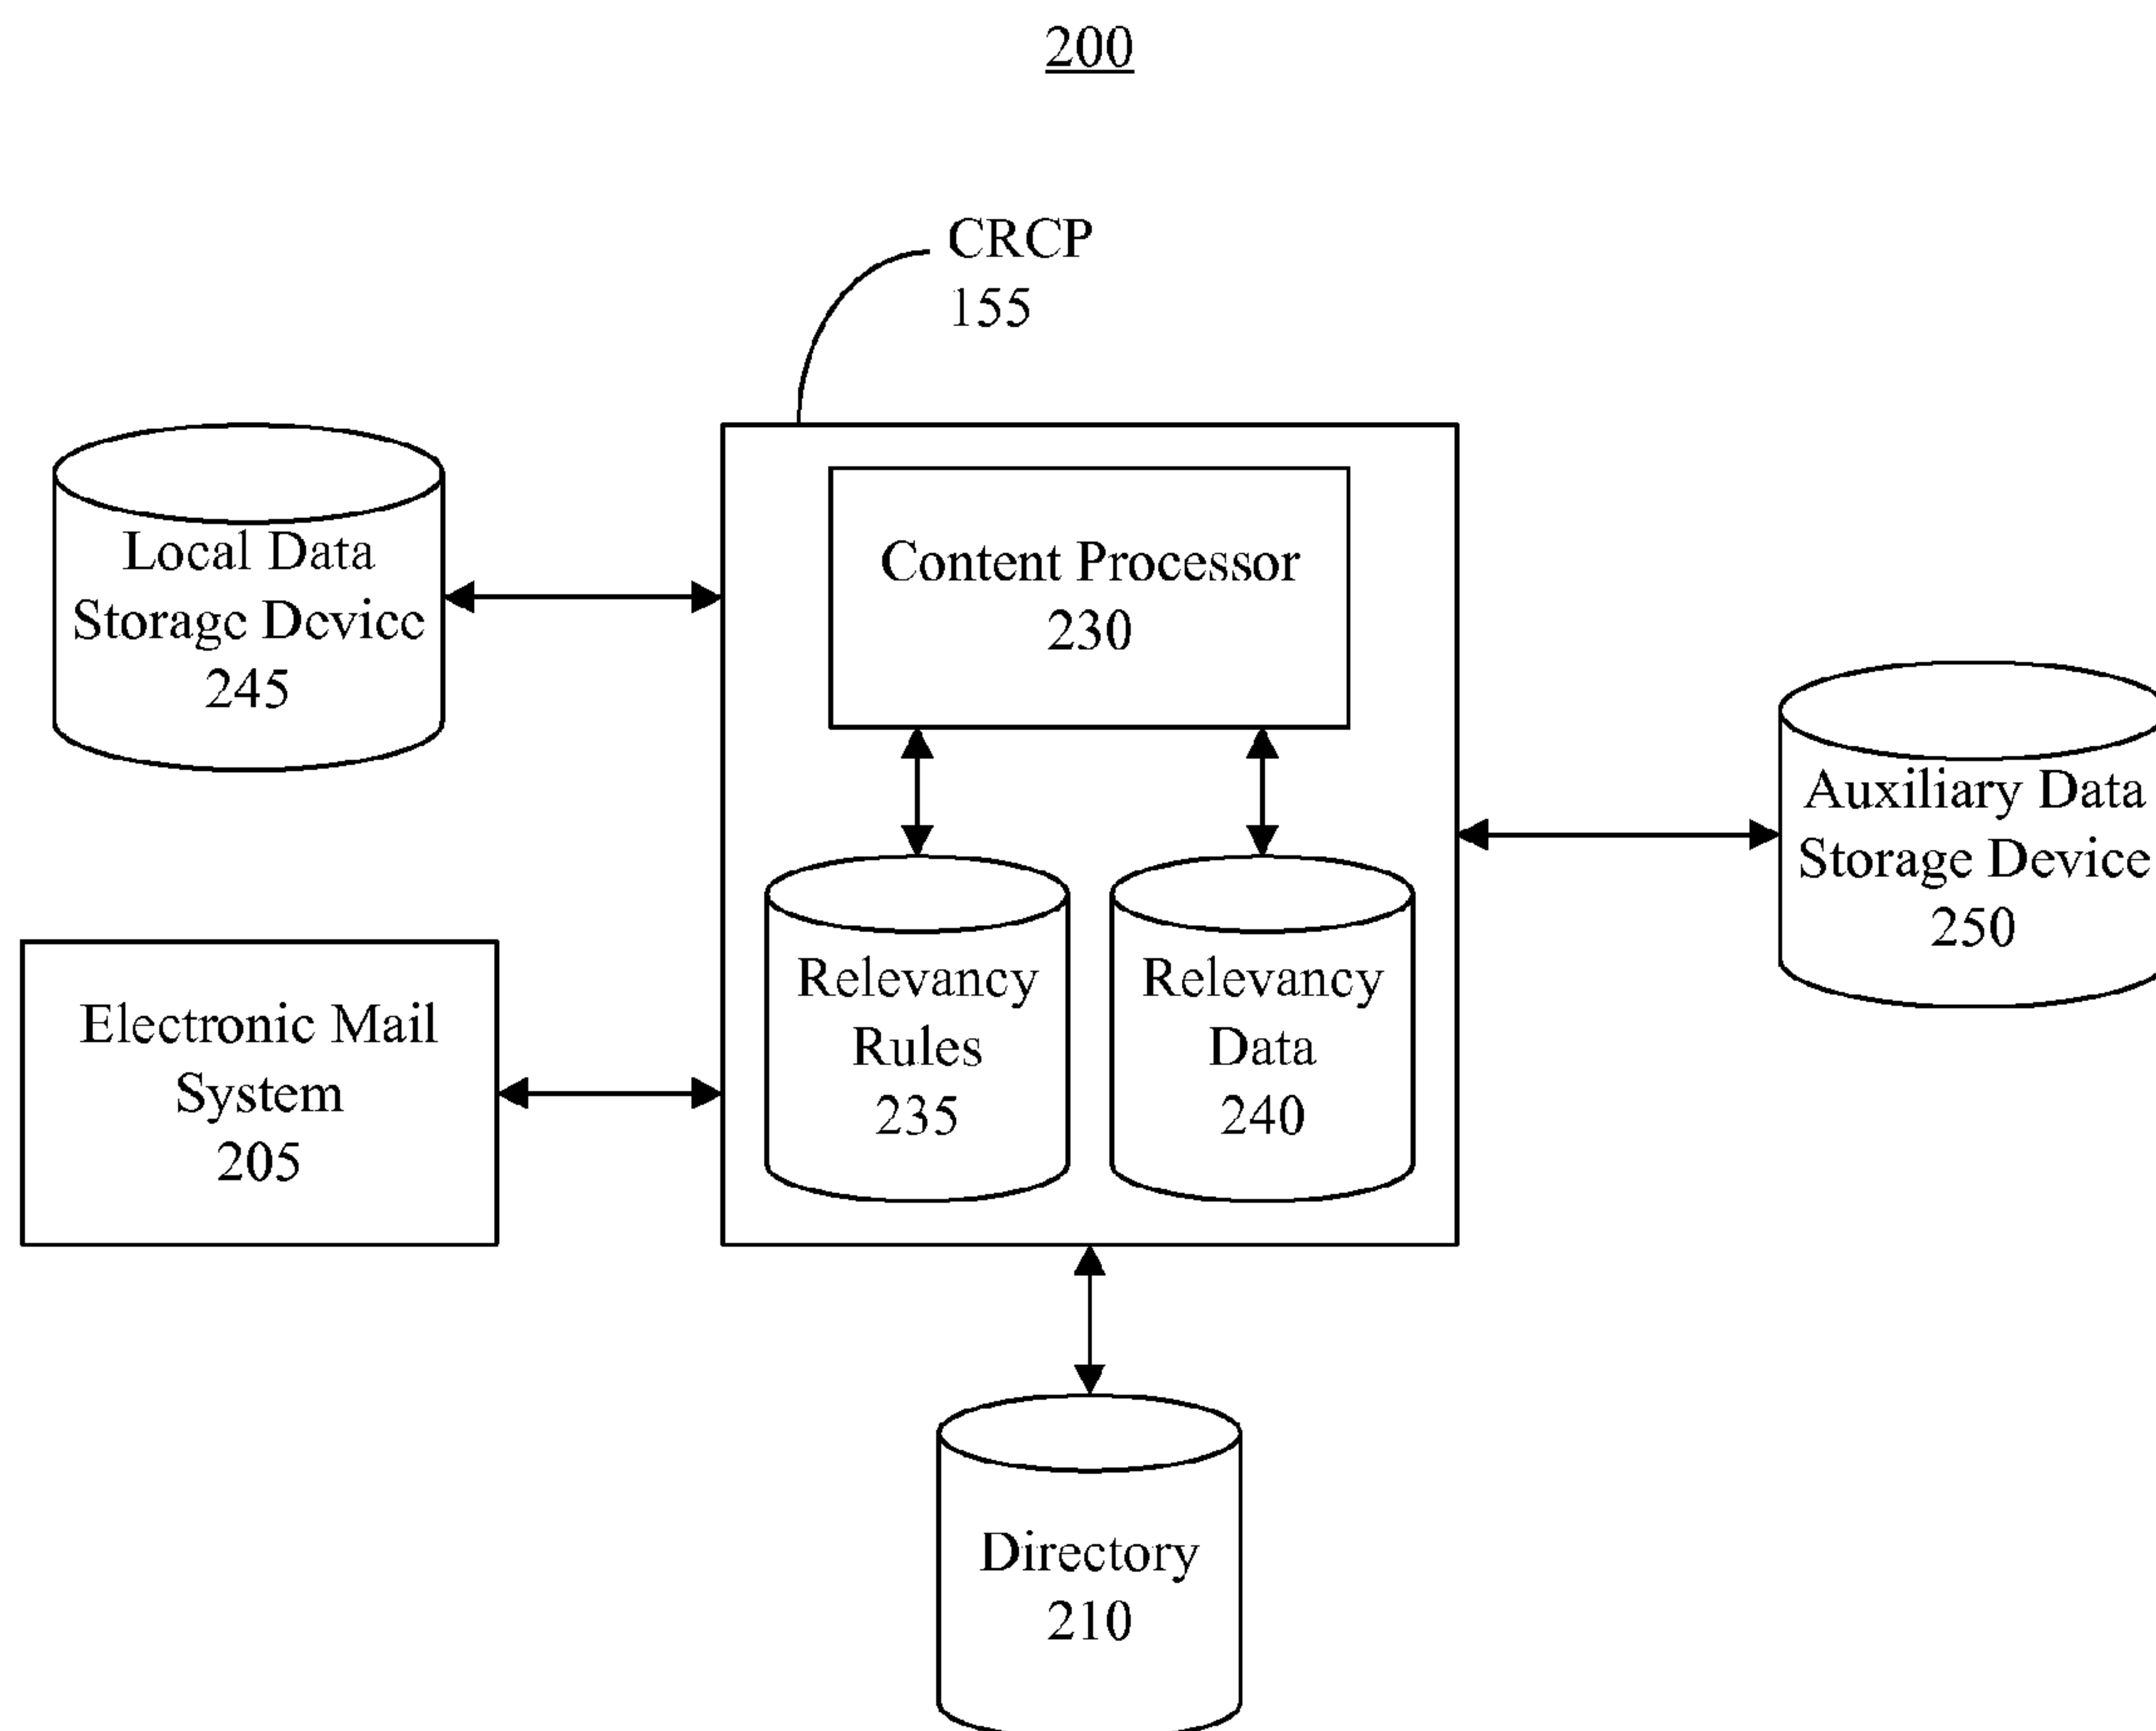 200
CRCP
155
Local Data
Storage Device
245
Content Processor
230
Auxiliary Data
Storage Device
250
Relevancy
Rules
235
Relevancy
Data
240
Electronic Mail
System
205
Directory
210